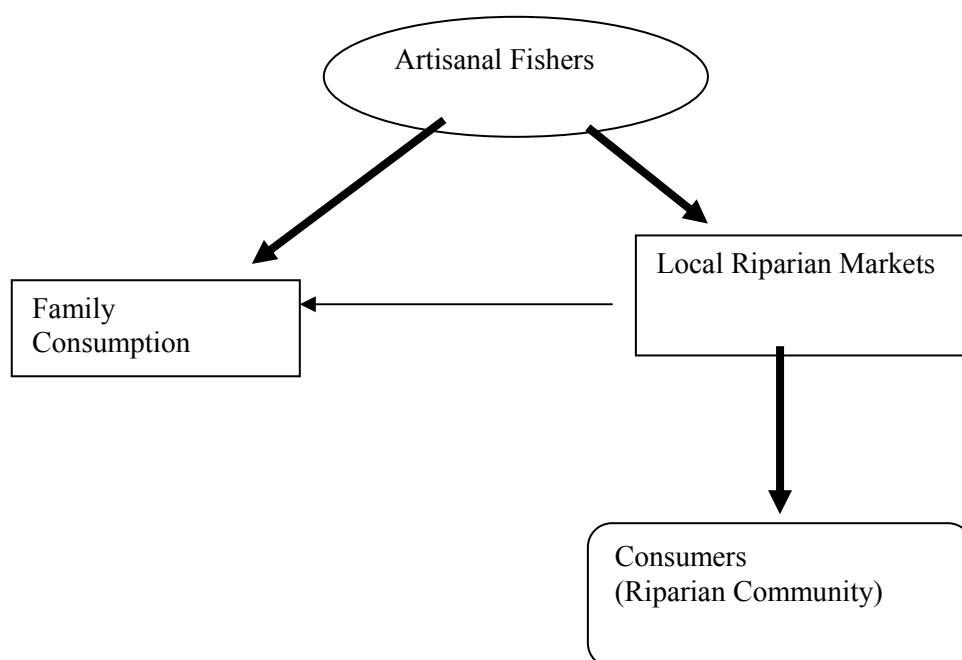 Artisanal Fishers
Local Riparian Markets
Family
Consumption
Consumers
(Riparian Community)